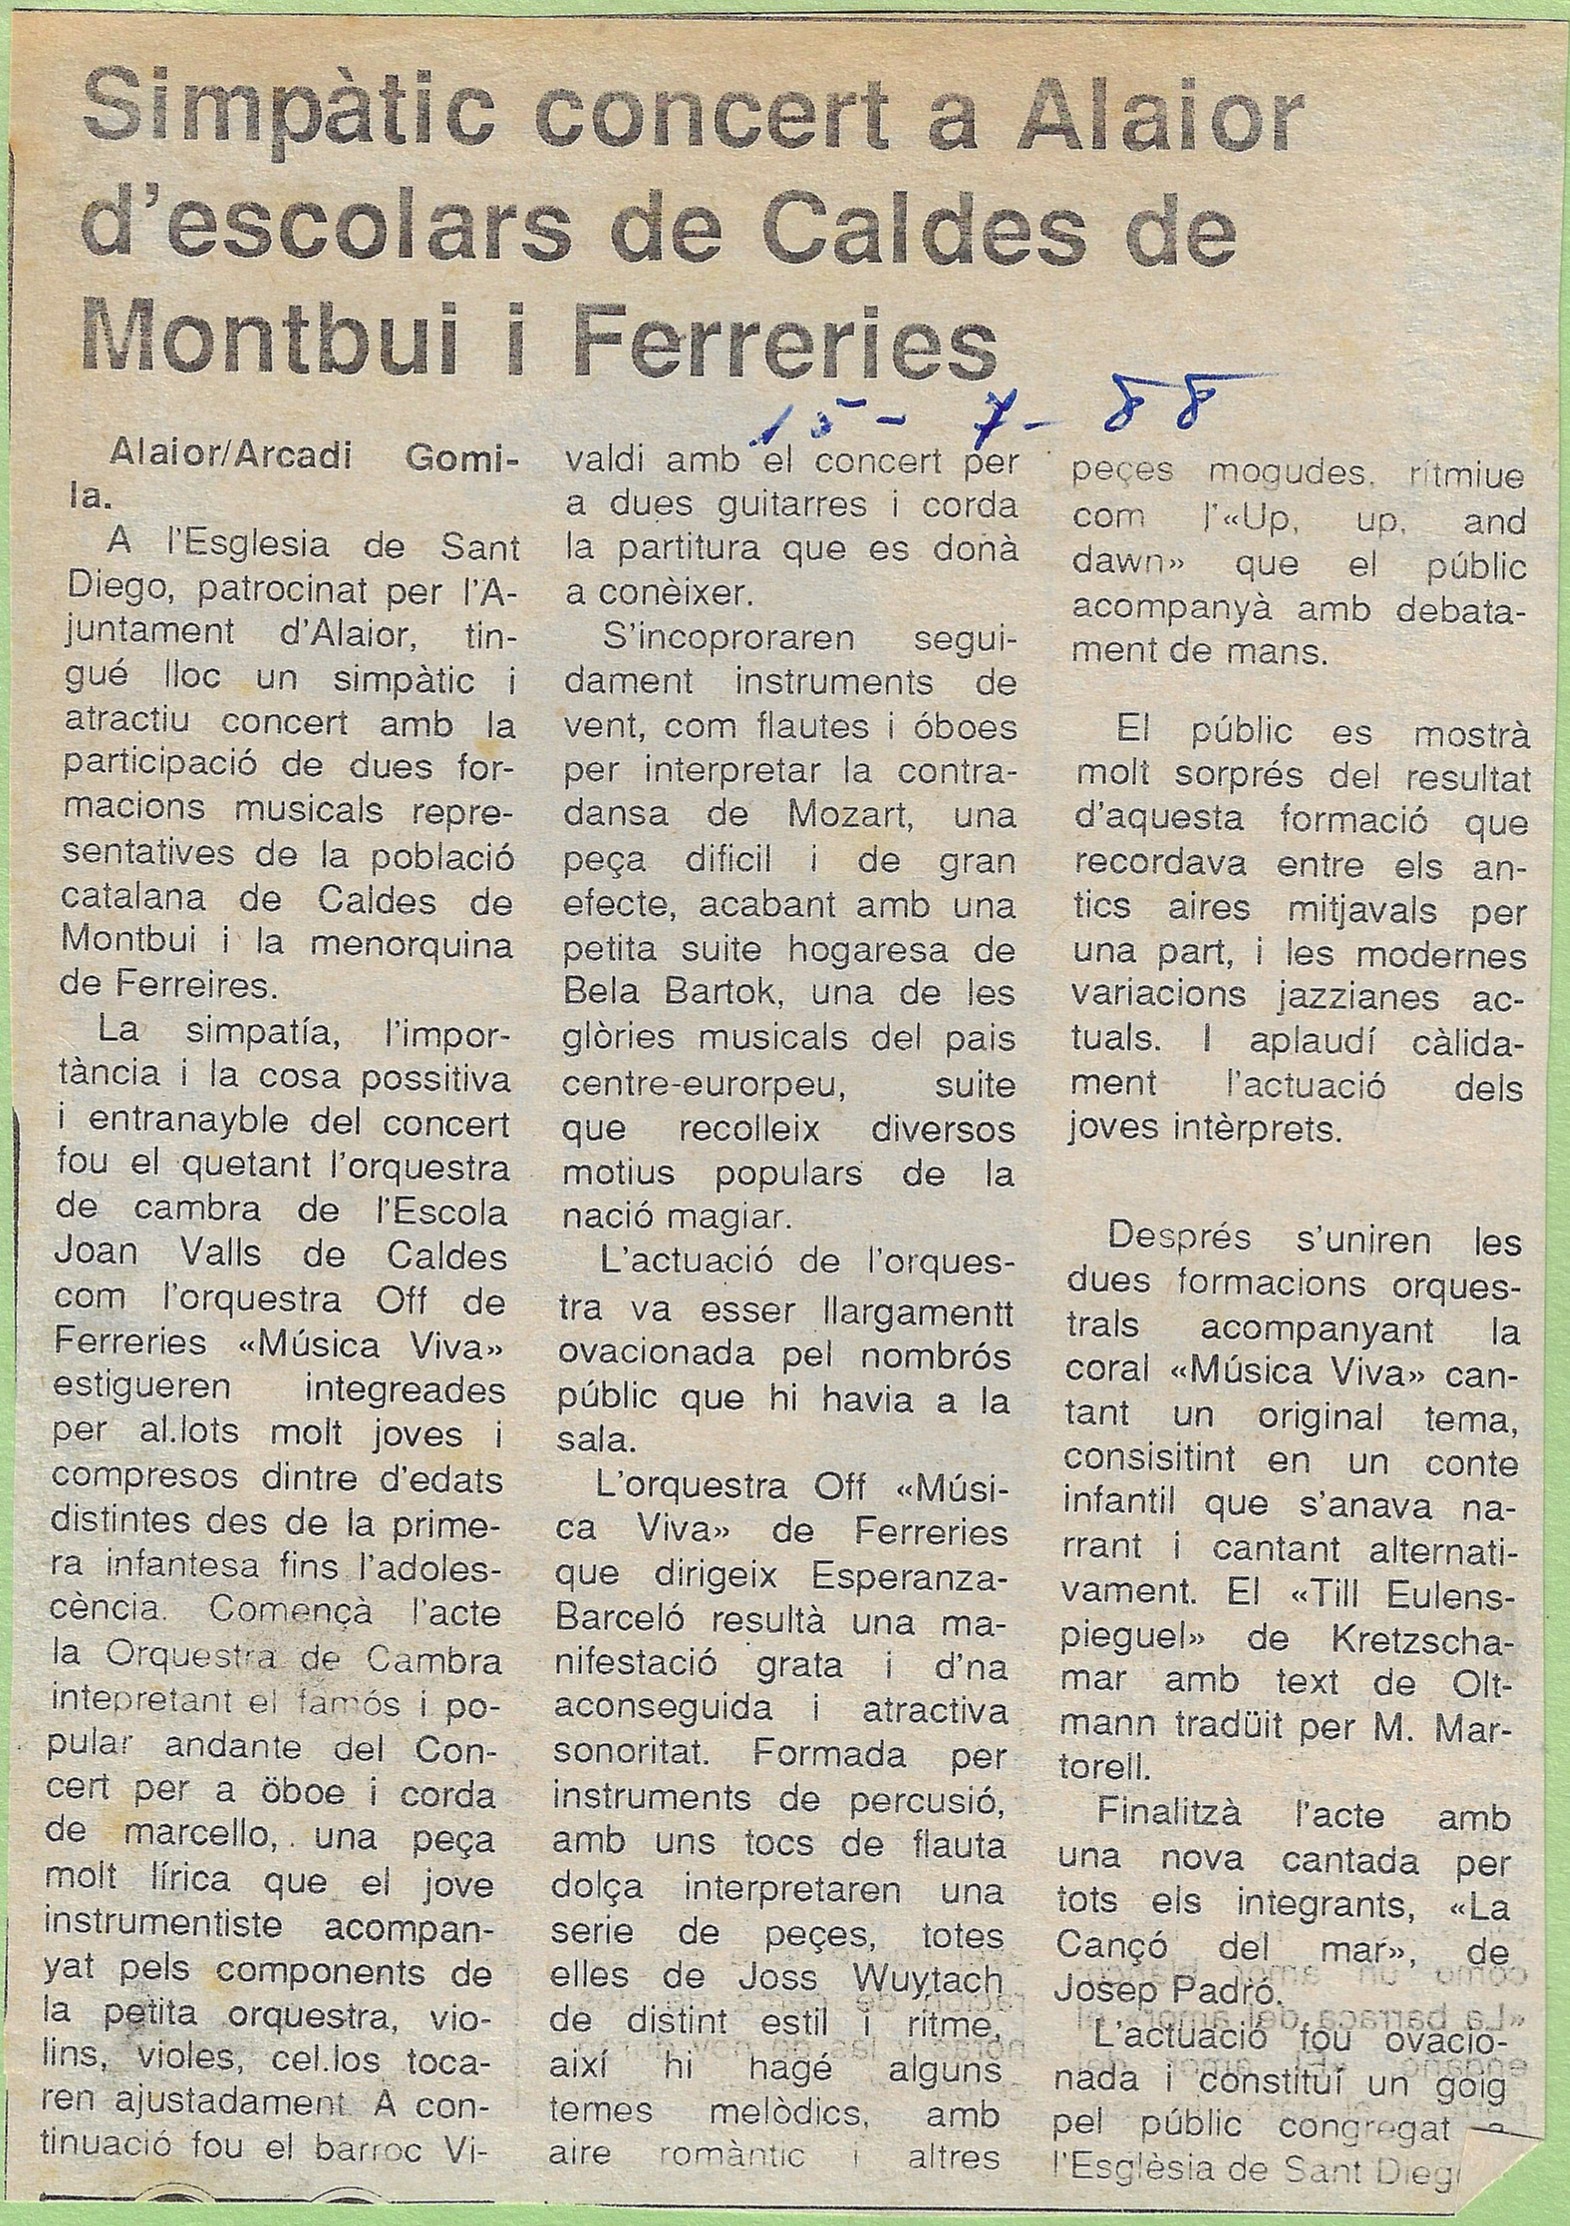 Simpàtic concert a Alaior
d'escolars de Caldes de
Montbui i Ferreries
15-7-88
Alaior/Arcadi Gomi-
la.
A l'Esglesia de Sant
Diego, patrocinat per l'A-
juntament d'Alaior, tin-
gué lloc un simpàtic i
atractiu concert amb la
participació de dues for-
macions musicals repre-
sentatives de la població
catalana de Caldes de
Montbui i la menorquina
de Ferreires.
La simpatía, l'impor-
tància i la cosa possitiva
i entranayble del concert
fou el quetant l'orquestra
de cambra de l'Escola
Joan Valls de Caldes
com l'orquestra Off de
Ferreries «Música Viva»
estigueren integreades
per al.lots molt joves i
compresos dintre d'edats
distintes des de la prime-
ra infantesa fins l'adoles-
cència. Començà l'acte
la Orquestra de Cambra
intepretant el famós i po-
pular andante del Con-
cert per a öboe i corda
de marcello, una peça
molt lírica que el jove
instrumentiste acompan-
yat pels components de
la petita orquestra, vio-
lins, violes, cel.los toca-
ren ajustadament. A con-
tinuació fou el barroc Vi-
valdi amb el concert per
a dues guitarres i corda
la partitura que es donà
a conèixer.
S'incoproraren segui-
dament instruments de
vent, com flautes i óboes
per interpretar la contra-
dansa de Mozart, una
peça dificil i de gran
efecte, acabant amb una
petita suite hogaresa de
Bela Bartok, una de les
glòries musicals del pais
centre-eurorpeu, suite
que recolleix diversos
motius populars de la
nació magiar.
L'actuació de l'orques-
tra va esser llargamentt
ovacionada pel nombrós
públic que hi havia a la
sala.
L'orquestra Off «Músi-
ca Viva» de Ferreries
que dirigeix Esperanza-
Barceló resultà una ma-
nifestació grata i d'na
aconseguida i atractiva
sonoritat. Formada per
instruments de percusió,
amb uns tocs de flauta
dolça interpretaren una
serie de peçes, totes
elles de Joss Wuytach
de distint estil i ritme,
així hi hagé alguns
temes melòdics, amb
aire romàntic i altres
peçes mogudes, rítmiue
com l'«Up, up, and
dawn» que el públic
acompanyà amb debata-
ment de mans.
El públic es mostrà
molt sorprés del resultat
d'aquesta formació que
recordava entre els an-
tics aires mitjavals per
una part, i les modernes
variacions jazzianes ac-
tuals. I aplaudí càlida-
ment l'actuació dels
joves intèrprets.
Després s'uniren les
dues formacions orques-
trals acompanyant la
coral «Música Viva» can-
tant un original tema,
consisitint en un conte
infantil que s'anava na-
rrant i cantant alternati-
vament. El «Till Eulens-
pieguel» de Kretzscha-
mar amb text de Olt-
mann tradüit per M. Mar-
torell.
Finalitzà l'acte amb
una nova cantada per
tots els integrants, «La
Cançó del mar», de
Josep Padró.
L'actuació fou ovacio-
nada i constituí un goig
pel públic congregat
l'Esglèsia de Sant